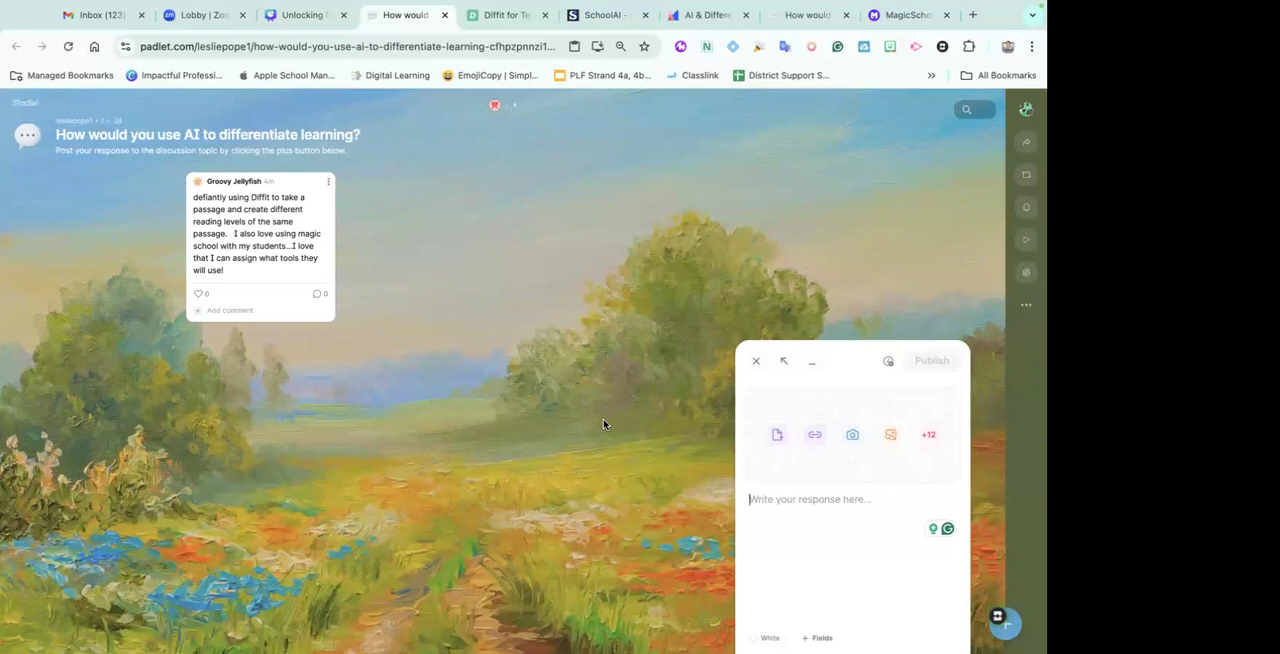 Inbox (123)
Lobby | Zoo
Unlocking
How would
Diffit for Te
SchoolAI -
AI & Differe
How would
MagicScho
padlet.com/lesliepope1/how-would-you-use-ai-to-differentiate-learning-cfhpzpnnzi1...
Managed Bookmarks
Impactful Professi...
Apple School Man...
Digital Learning
EmojiCopy | Simpl...
PLF Strand 4a, 4b...
Classlink
District Support S...
»
All Bookmarks
Padlet
lesliepope1 • 1 • 2d
How would you use AI to differentiate learning?
Post your response to the discussion topic by clicking the plus button below.
Groovy Jellyfish 4m
defiantly using Diffit to take a
passage and create different
reading levels of the same
passage. I also love using magic
school with my students...I love
that I can assign what tools they
will use!
0
0
Add comment
Publish
+12
Write your response here...
White
+ Fields